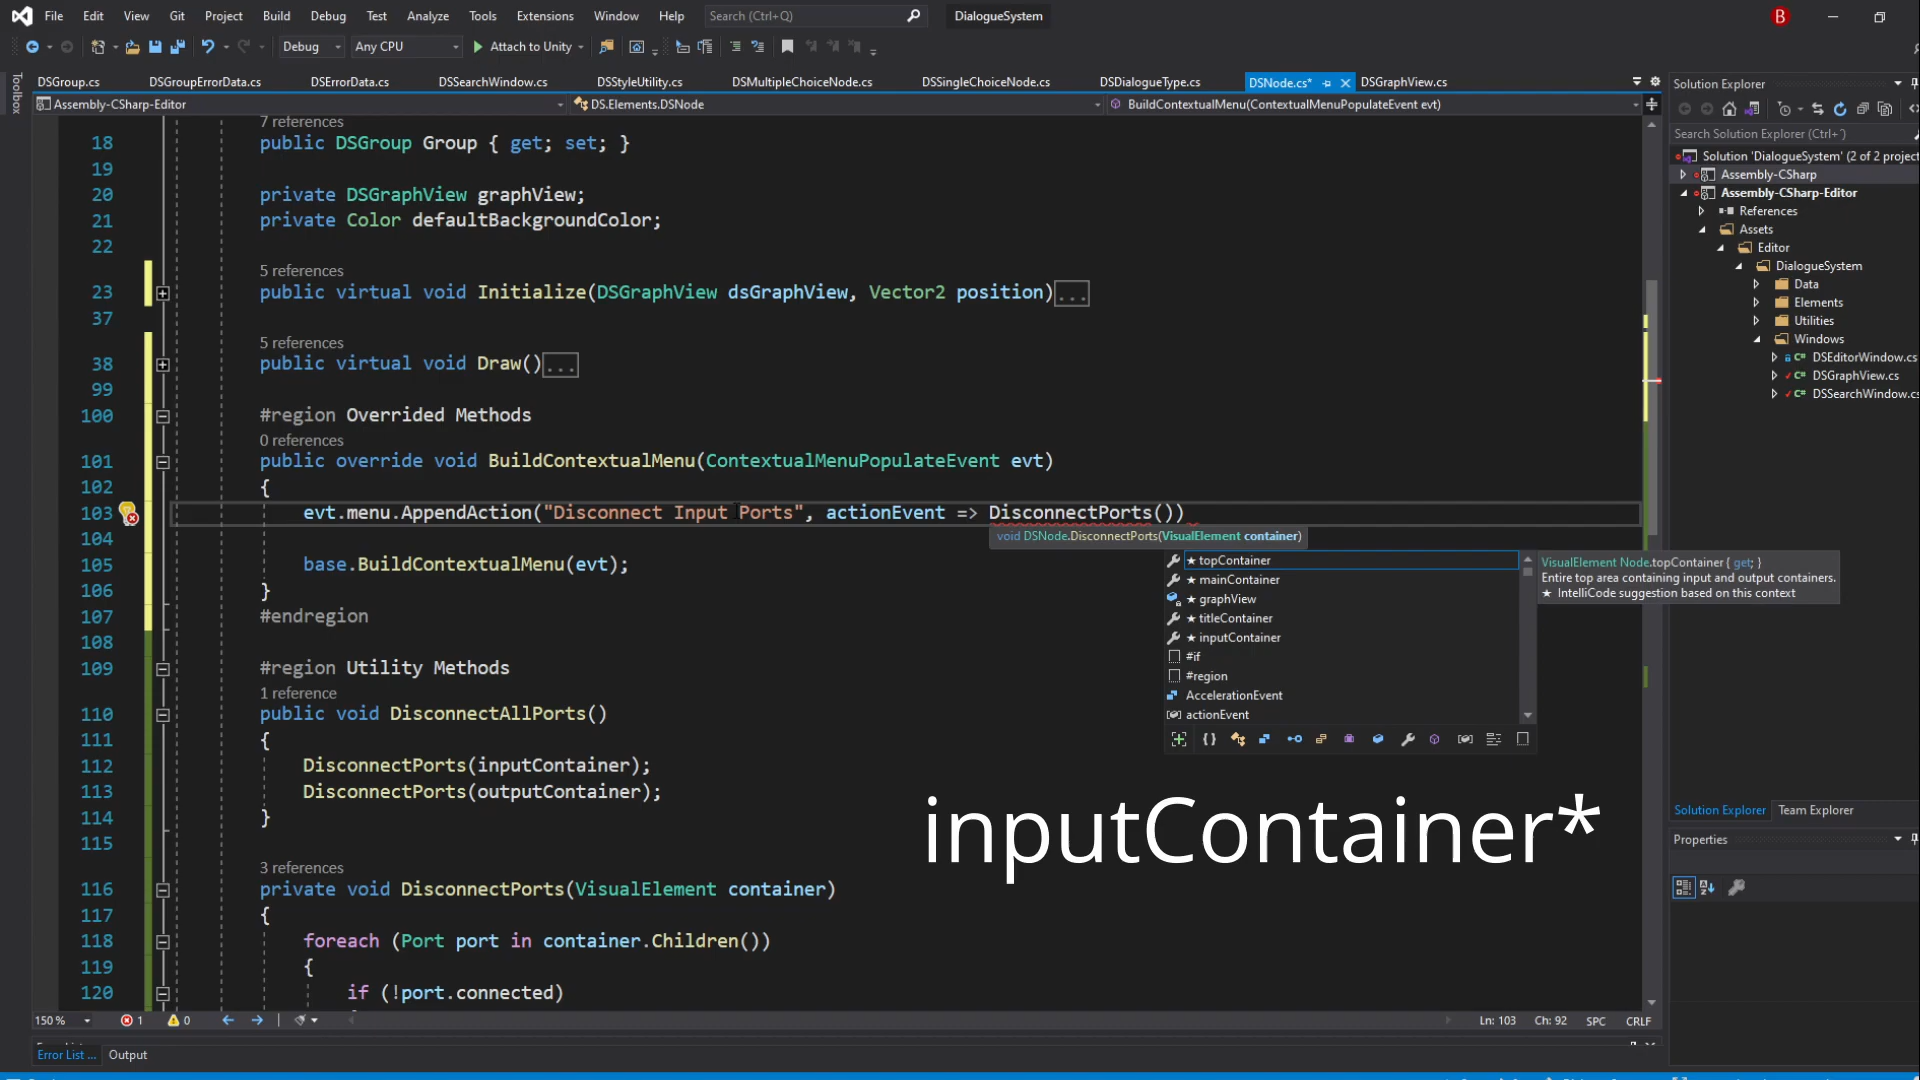 File Edit View Git Project Build Debug Test Analyze Tools Extensions Window Help Search (Ctrl+Q) DialogueSystem B
Debug Any CPU Attach to Unity
DSGroup.cs DSGroupErrorData.cs DSErrorData.cs DSSearchWindow.cs DSStyleUtility.cs DSMultipleChoiceNode.cs DSSingleChoiceNode.cs DSDialogueType.cs DSNode.cs* DSGraphView.cs
Assembly-CSharp-Editor DS.Elements.DSNode BuildContextualMenu(ContextualMenuPopulateEvent evt)
Toolbox
7 references
18 public DSGroup Group { get; set; }
19
20 private DSGraphView graphView;
21 private Color defaultBackgroundColor;
22
5 references
23 public virtual void Initialize(DSGraphView dsGraphView, Vector2 position)...
37
5 references
38 public virtual void Draw()...
99
100 #region Overrided Methods
0 references
101 public override void BuildContextualMenu(ContextualMenuPopulateEvent evt)
102 {
103 evt.menu.AppendAction("Disconnect Input Ports", actionEvent => DisconnectPorts())
void DSNode.DisconnectPorts(VisualElement container)
104
105 base.BuildContextualMenu(evt);
106 }
107 #endregion
108
109 #region Utility Methods
1 reference
110 public void DisconnectAllPorts()
111 {
112 DisconnectPorts(inputContainer);
113 DisconnectPorts(outputContainer);
114 }
115
3 references
116 private void DisconnectPorts(VisualElement container)
117 {
118 foreach (Port port in container.Children())
119 {
120 if (!port.connected)
★ topContainer
★ mainContainer
★ graphView
★ titleContainer
★ inputContainer
#if
#region
AccelerationEvent
actionEvent
VisualElement Node.topContainer { get; }
Entire top area containing input and output containers.
★ IntelliCode suggestion based on this context
inputContainer*
150 % 1 0 Ln: 103 Ch: 92 SPC CRLF
Error List ... Output
Solution Explorer
Search Solution Explorer (Ctrl+
Solution 'DialogueSystem' (2 of 2 project
Assembly-CSharp
Assembly-CSharp-Editor
References
Assets
Editor
DialogueSystem
Data
Elements
Utilities
Windows
DSEditorWindow.cs
DSGraphView.cs
DSSearchWindow.cs
Solution Explorer Team Explorer
Properties